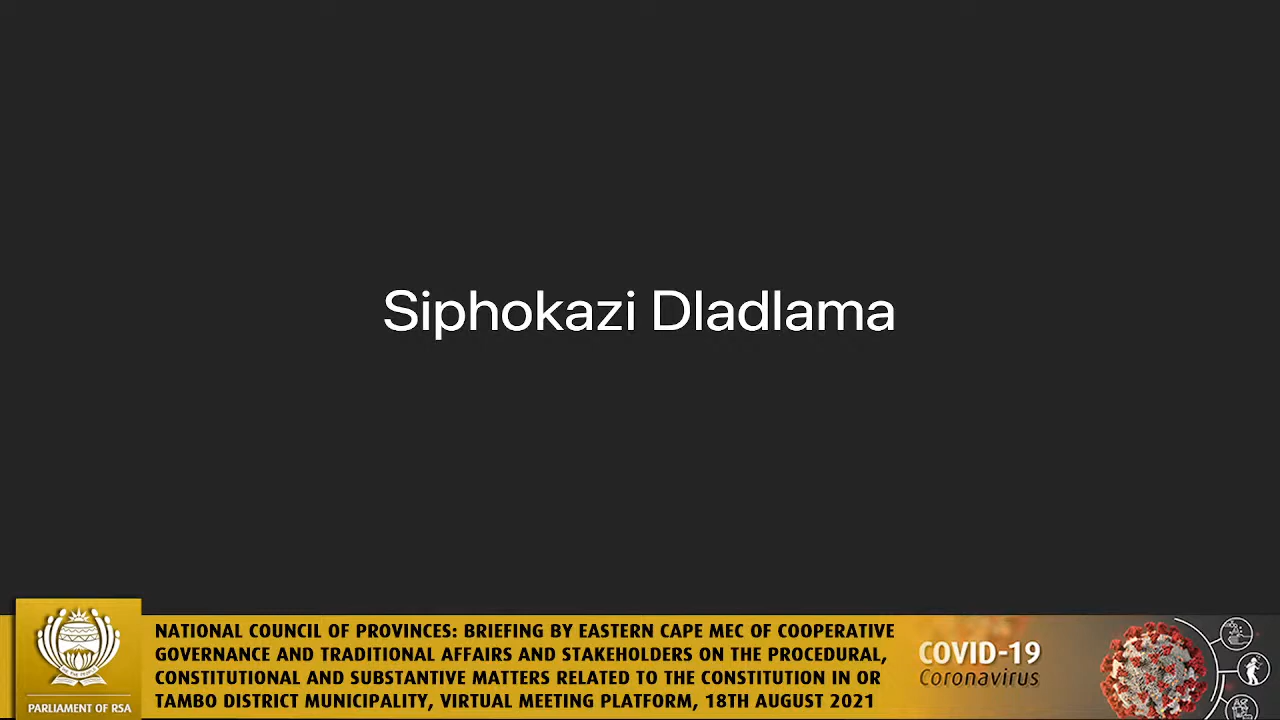 Siphokazi Dladlama
NATIONAL COUNCIL OF PROVINCES: BRIEFING BY EASTERN CAPE MEC OF COOPERATIVE
GOVERNANCE AND TRADITIONAL AFFAIRS AND STAKEHOLDERS ON THE PROCEDURAL,
CONSTITUTIONAL AND SUBSTANTIVE MATTERS RELATED TO THE CONSTITUTION IN OR
TAMBO DISTRICT MUNICIPALITY, VIRTUAL MEETING PLATFORM, 18TH AUGUST 2021
PARLIAMENT OF RSA
COVID-19
Coronavirus